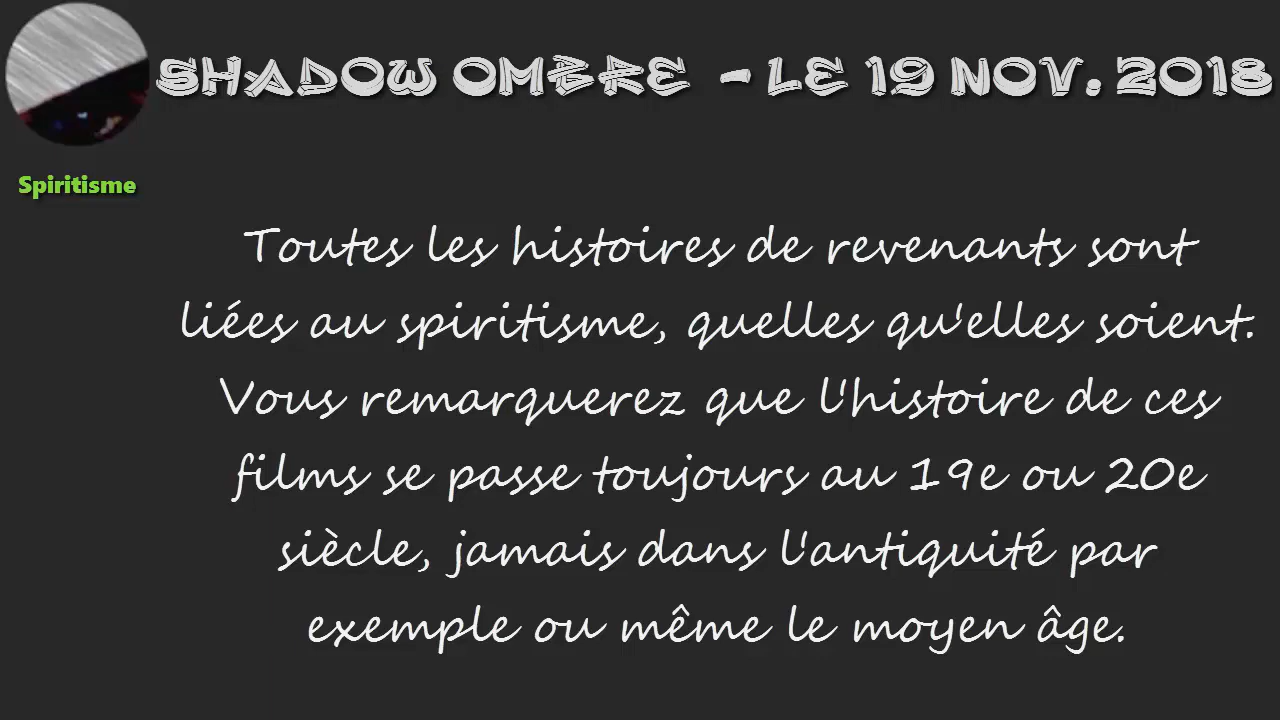 SHADOW OMBRE - LE 19 NOV. 2018
Spiritisme
Toutes les histoires de revenants sont
liées au spiritisme, quelles qu'elles soient.
Vous remarquerez que l'histoire de ces
films se passe toujours au 19e ou 20e
siècle, jamais dans l'antiquité par
exemple ou même le moyen âge.